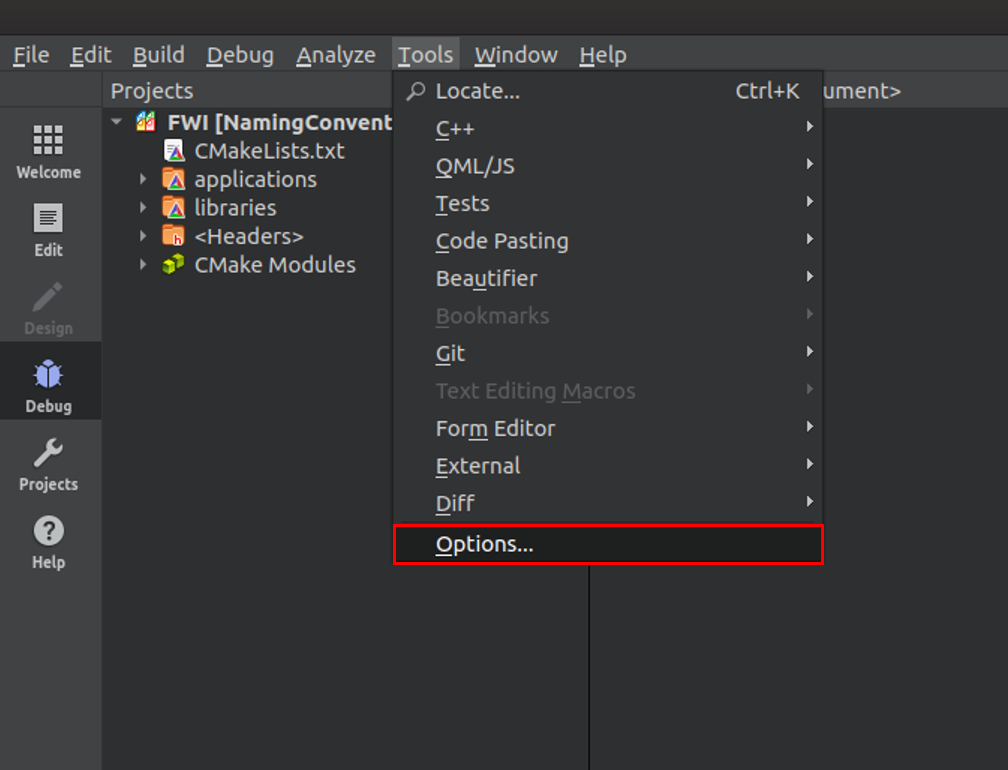 File Edit Build Debug Analyze Tools Window Help
Projects
FWI [NamingConvent
CMakeLists.txt
applications
libraries
<Headers>
CMake Modules
Welcome
Edit
Design
Debug
Projects
Help
Locate... Ctrl+K
C++
QML/JS
Tests
Code Pasting
Beautifier
Bookmarks
Git
Text Editing Macros
Form Editor
External
Diff
Options...
ument>